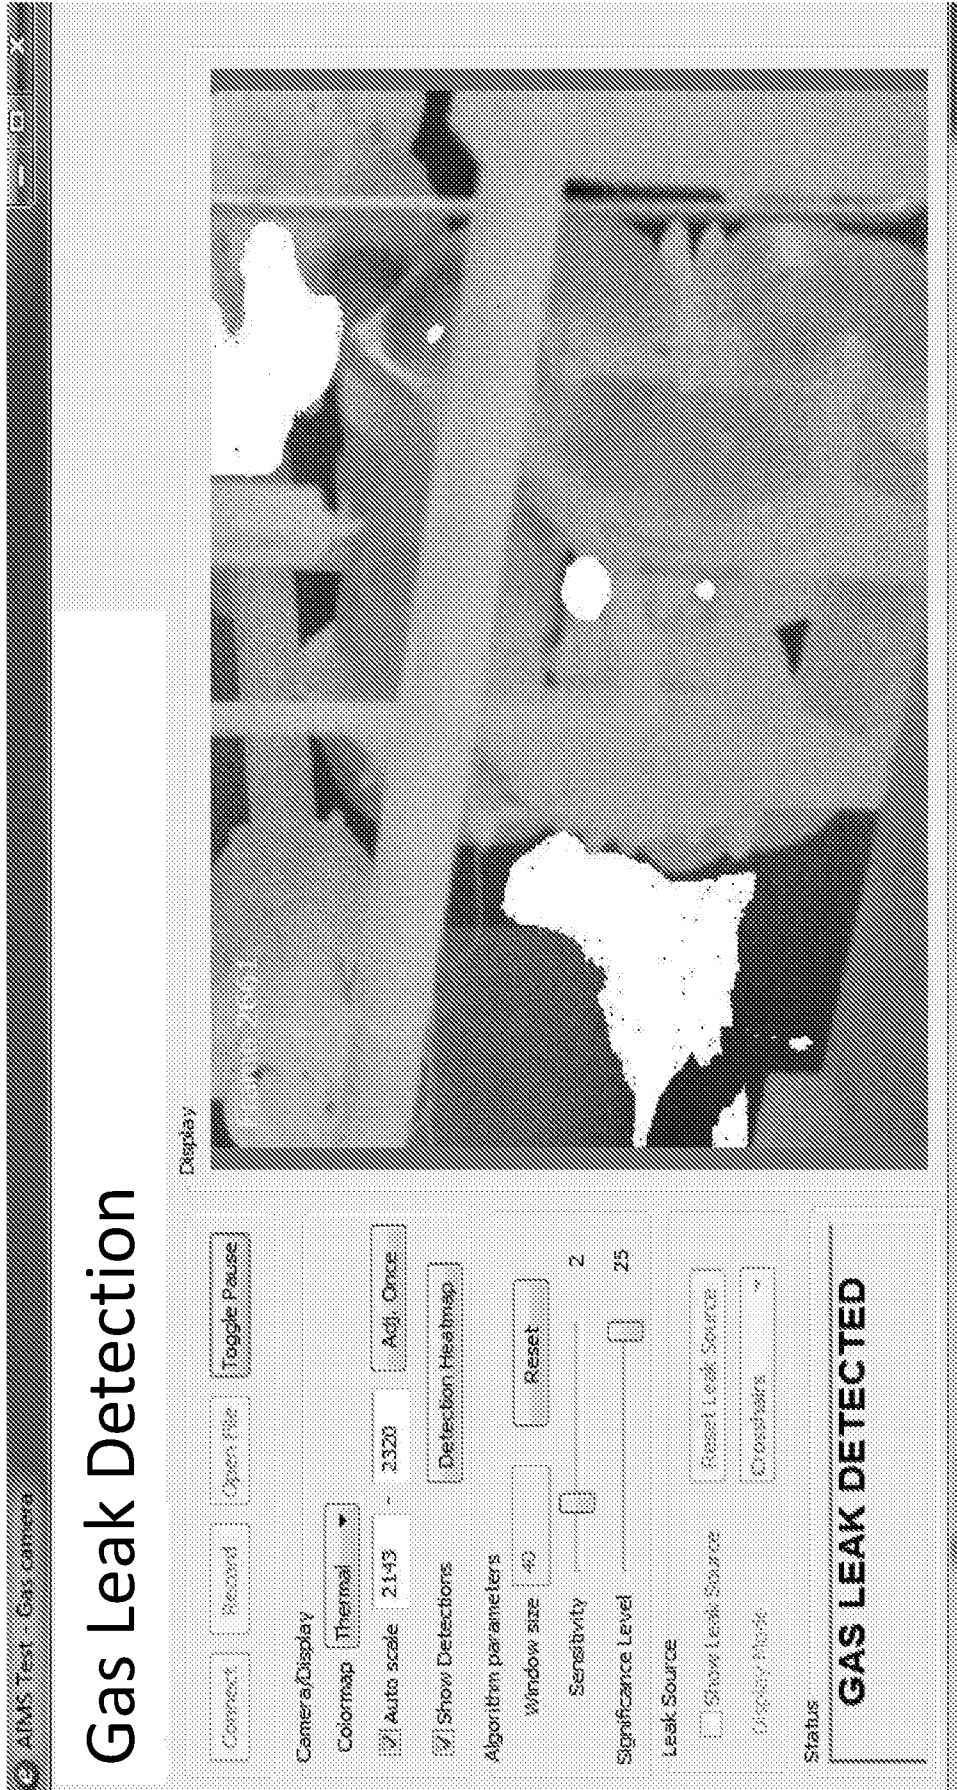 AIMS Test - Gas camera
Gas Leak Detection
Connect Record Open File Toggle Pause
Camera/Display
Colormap Thermal
Auto scale 2143 ~ 2320 Adj. Once
Show Detections Detection Heatmap
Algorithm parameters
Window size 40 Reset
Sensitivity 2
Significance Level 25
Leak Source
Show Leak Source Reset Leak Source
Display Mode Crosshairs
Status
GAS LEAK DETECTED
Display